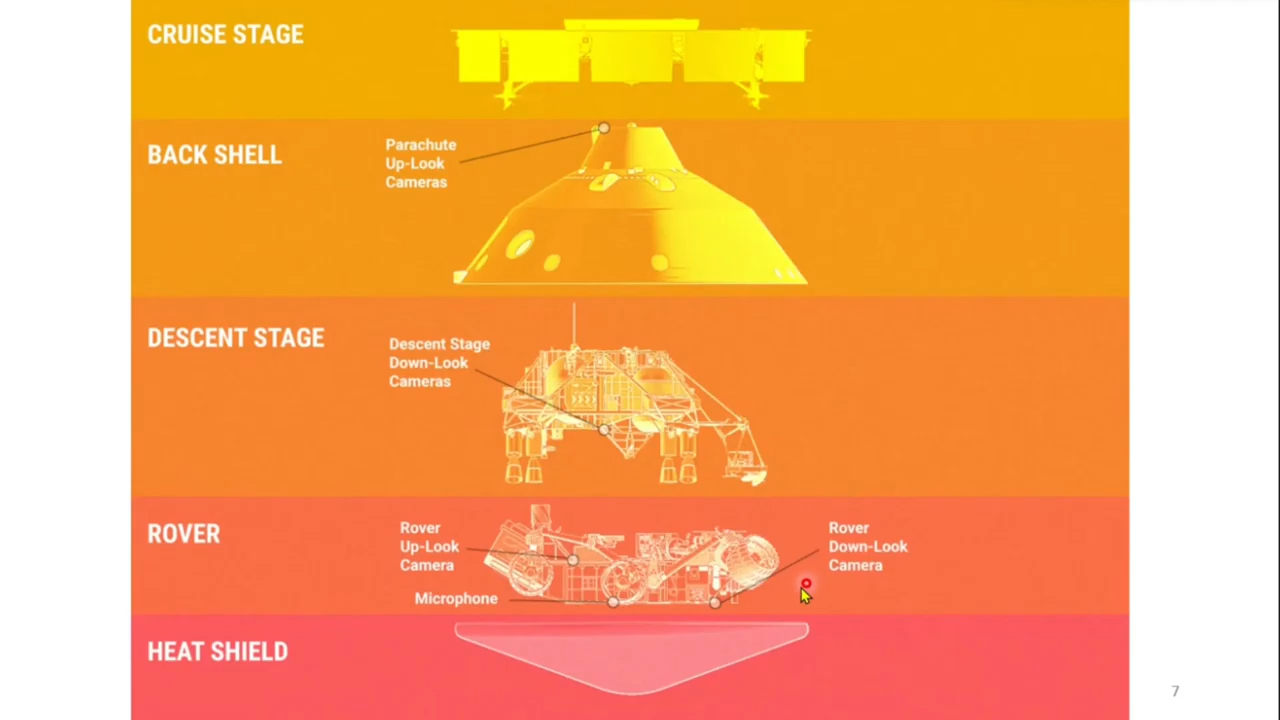 CRUISE STAGE
BACK SHELL
Parachute
Up-Look
Cameras
DESCENT STAGE
Descent Stage
Down-Look
Cameras
ROVER
Rover
Up-Look
Camera
Microphone
Rover
Down-Look
Camera
HEAT SHIELD
7